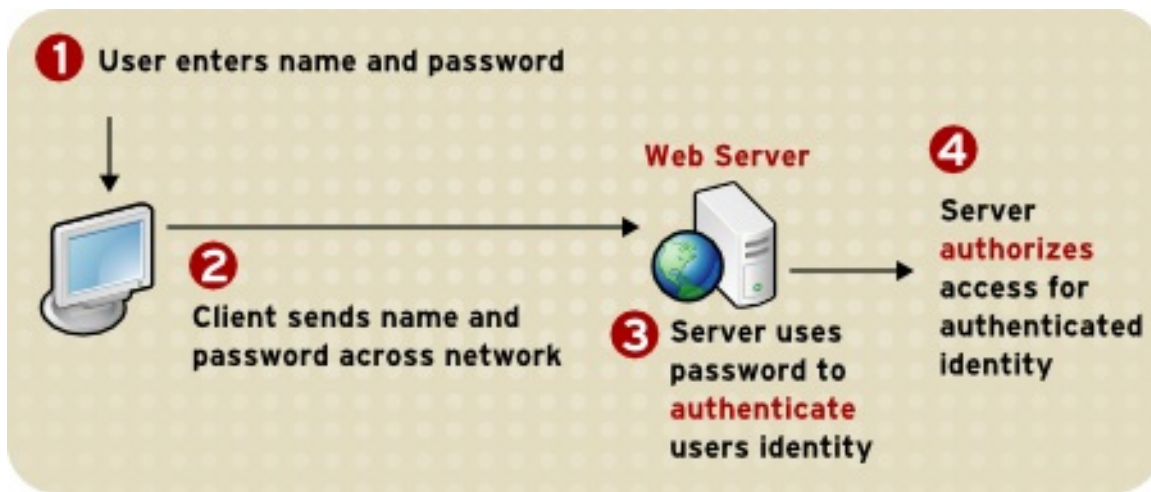 1 User enters name and password
Web Server
2
Client sends name and
password across network
3 Server uses
password to
authenticate
users identity
4
Server
authorizes
access for
authenticated
identity